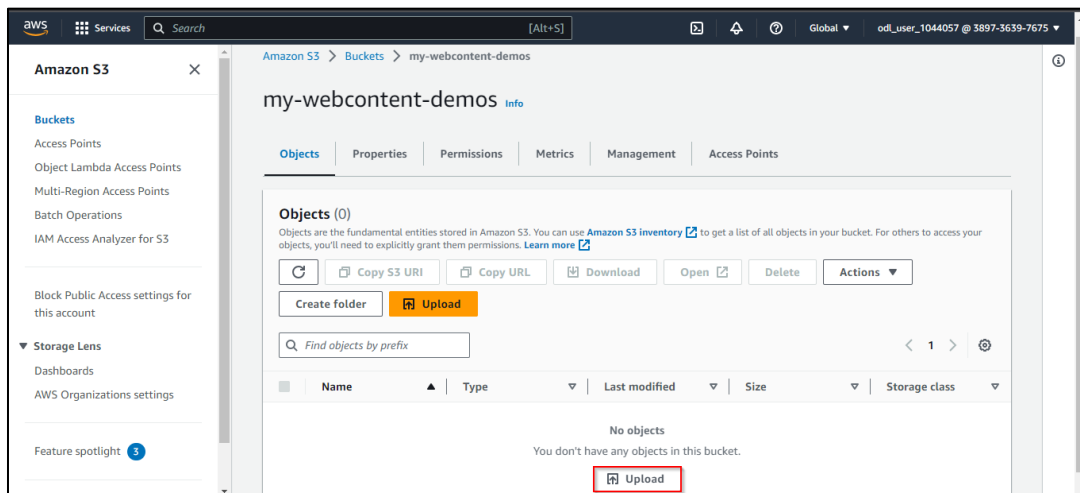 aws Services Search [Alt+S] Global ▼ odl_user_1044057 @ 3897-3639-7675 ▼
Amazon S3
Buckets
Access Points
Object Lambda Access Points
Multi-Region Access Points
Batch Operations
IAM Access Analyzer for S3
Block Public Access settings for
this account
▼ Storage Lens
Dashboards
AWS Organizations settings
Feature spotlight 3
Amazon S3 > Buckets > my-webcontent-demos
my-webcontent-demos Info
Objects Properties Permissions Metrics Management Access Points
Objects (0)
Objects are the fundamental entities stored in Amazon S3. You can use Amazon S3 inventory to get a list of all objects in your bucket. For others to access your
objects, you'll need to explicitly grant them permissions. Learn more
Copy S3 URI Copy URL Download Open Delete Actions ▼
Create folder Upload
Find objects by prefix < 1 >
Name ▲ Type Last modified Size Storage class
No objects
You don't have any objects in this bucket.
Upload